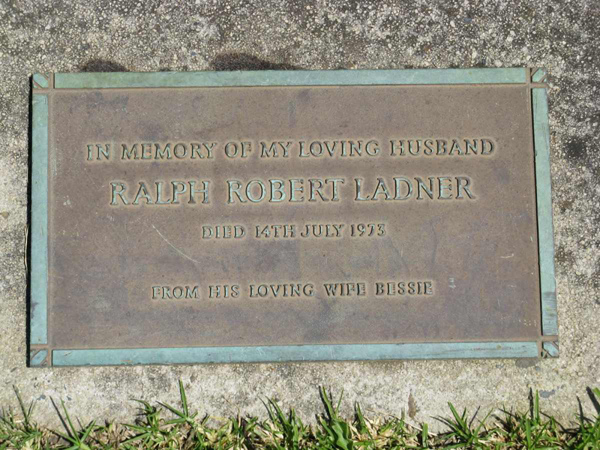 IN MEMORY OF MY LOVING HUSBAND
RALPH ROBERT LADNER
DIED 14TH JULY 1973
FROM HIS LOVING WIFE BESSIE